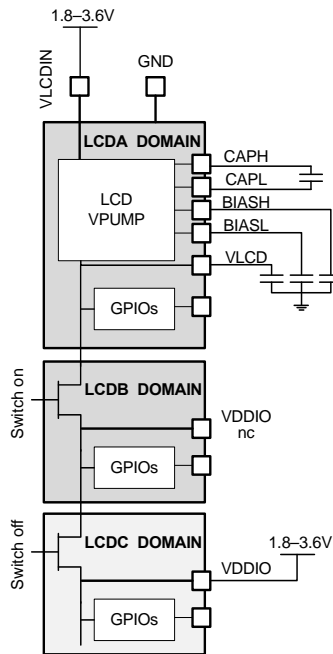 1.8–3.6V
VLCDIN
GND
LCDA DOMAIN
LCD
VPUMP
CAPH
CAPL
BIASH
BIASL
VLCD
GPIOs
Switch on
LCDB DOMAIN
VDDIO
nc
GPIOs
Switch off
LCDC DOMAIN
1.8–3.6V
VDDIO
GPIOs